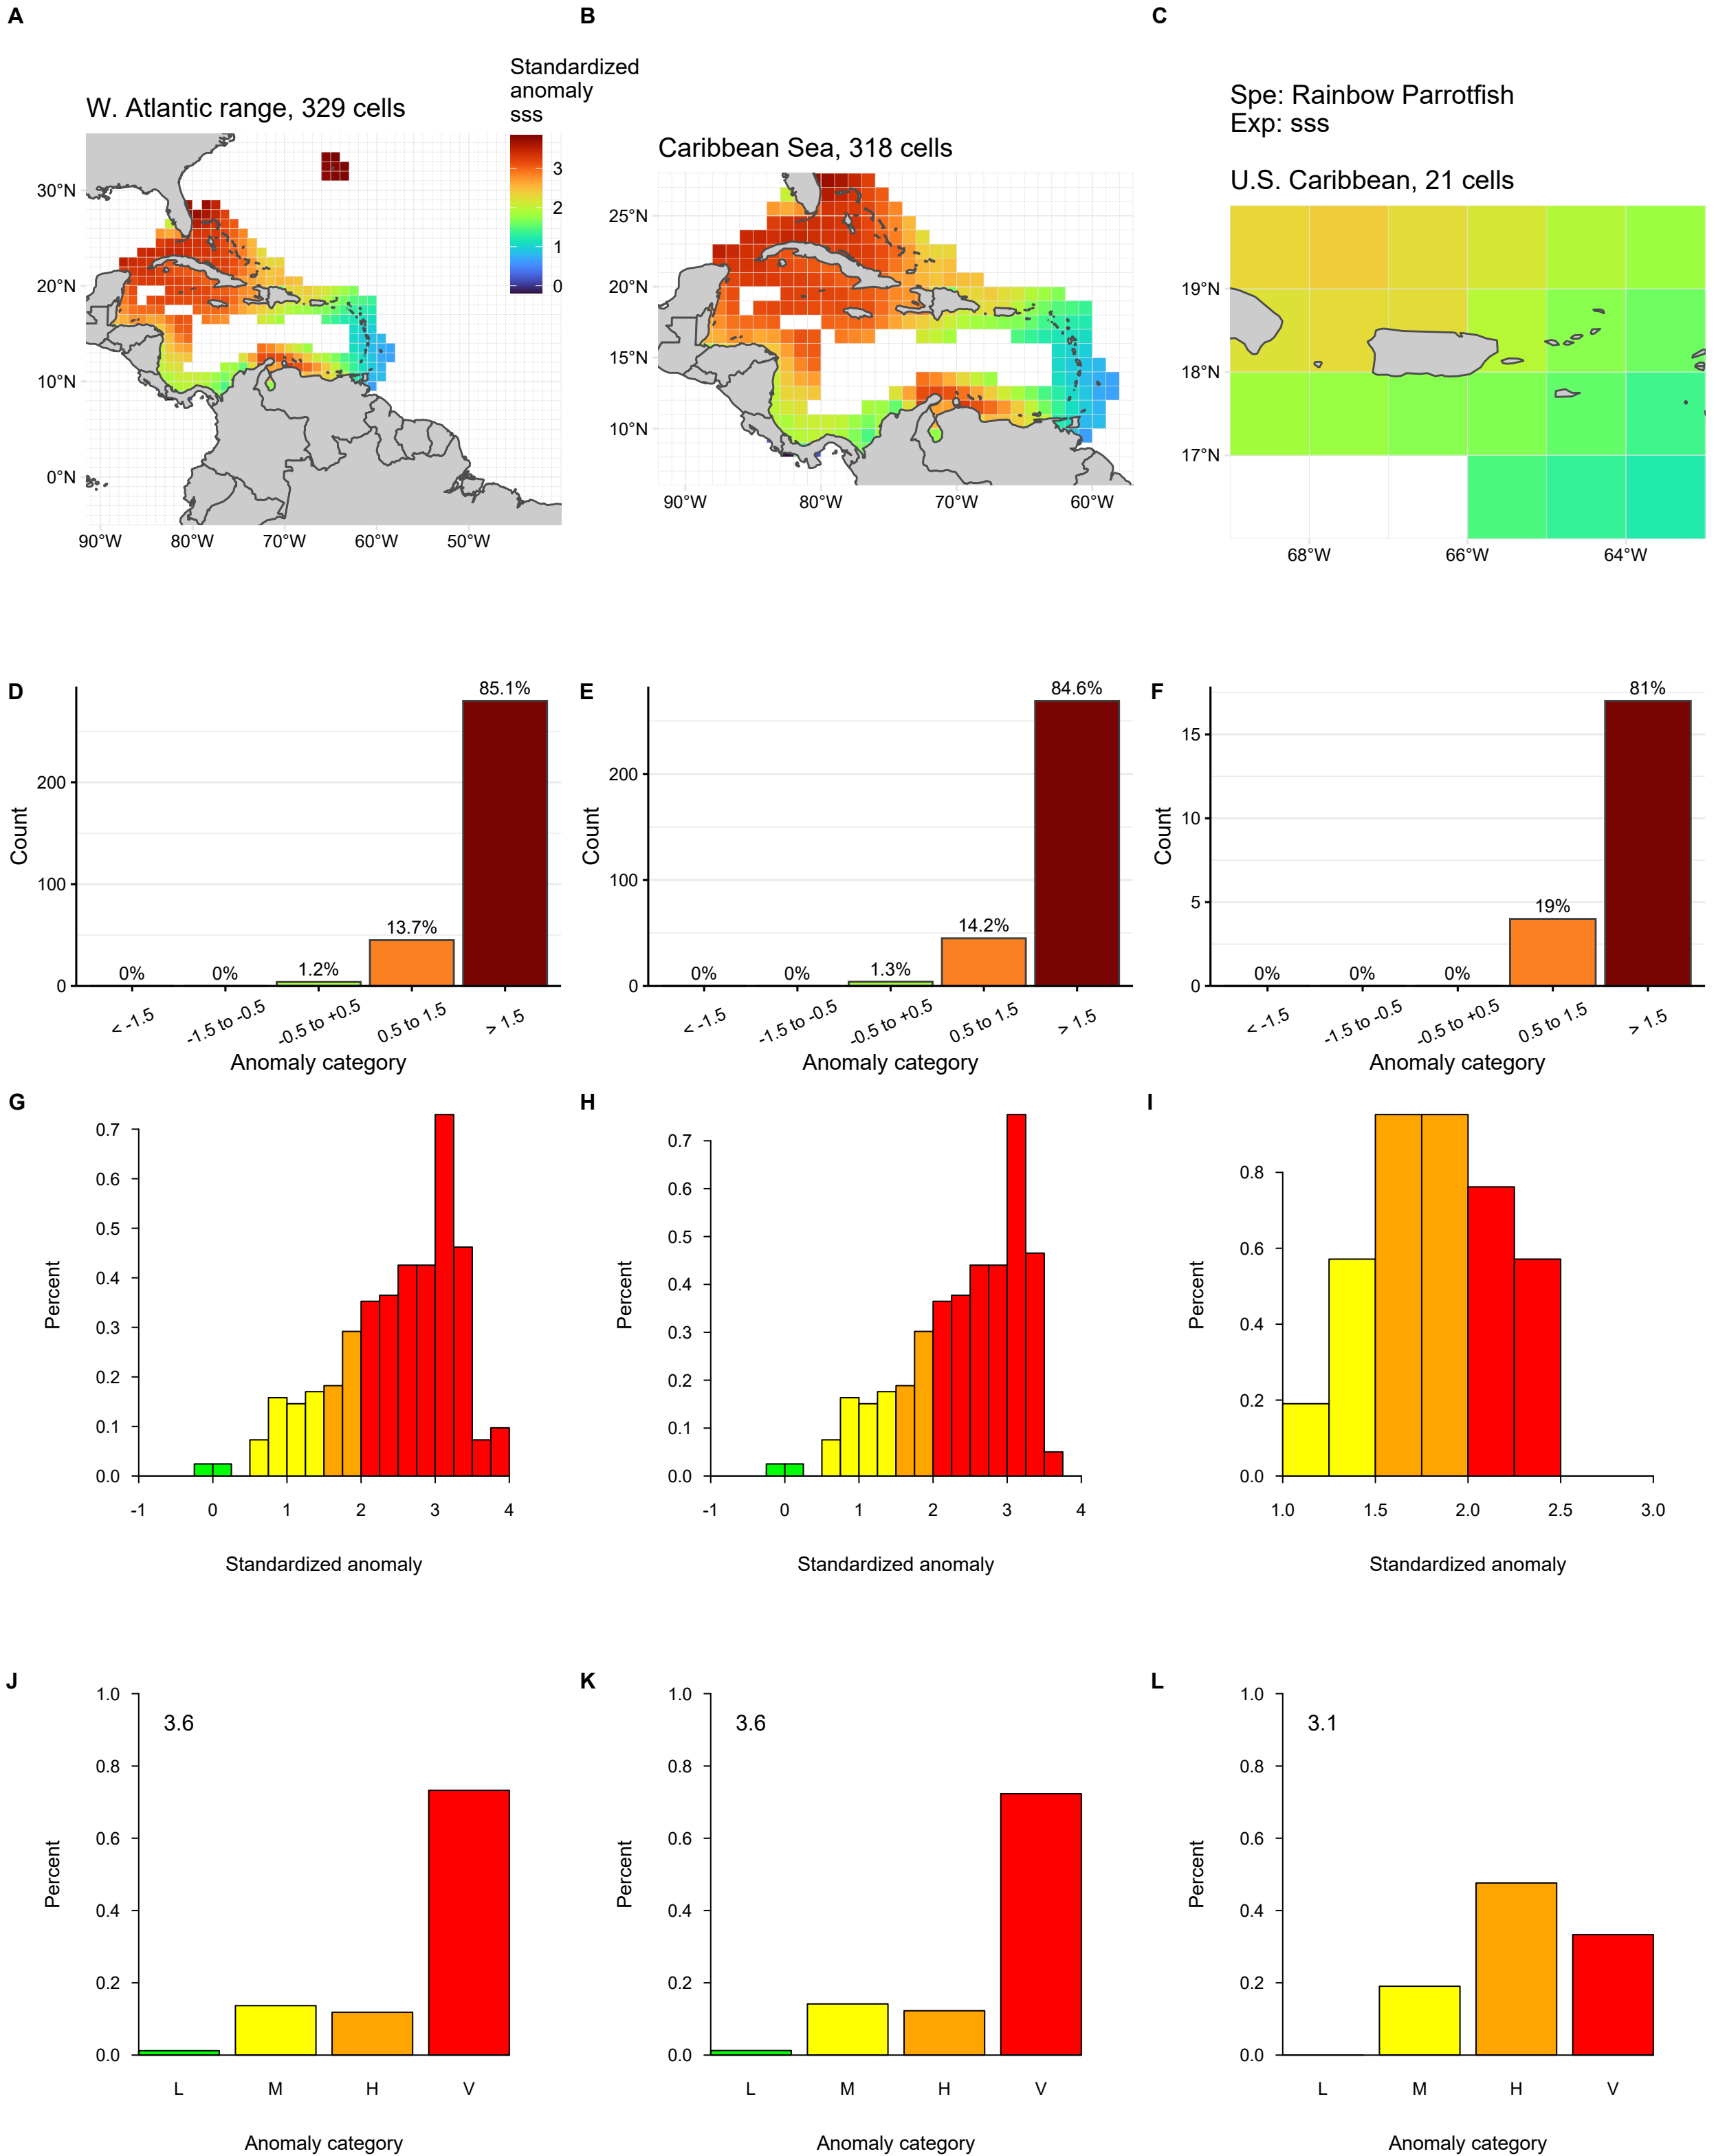 A
B
C
Standardized
anomaly
sss
W. Atlantic range, 329 cells
Caribbean Sea, 318 cells
Spe: Rainbow Parrotfish
Exp: sss
U.S. Caribbean, 21 cells
3
2
1
0
30°N
20°N
10°N
0°N
90°W 80°W 70°W 60°W 50°W
25°N
20°N
15°N
10°N
90°W 80°W 70°W 60°W
19°N
18°N
17°N
68°W 66°W 64°W
D
Count
200
100
0
0% 0% 1.2% 13.7% 85.1%
< -1.5 -1.5 to -0.5 -0.5 to +0.5 0.5 to 1.5 > 1.5
Anomaly category
E
Count
200
100
0
0% 0% 1.3% 14.2% 84.6%
< -1.5 -1.5 to -0.5 -0.5 to +0.5 0.5 to 1.5 > 1.5
Anomaly category
F
Count
15
10
5
0
0% 0% 0% 19% 81%
< -1.5 -1.5 to -0.5 -0.5 to +0.5 0.5 to 1.5 > 1.5
Anomaly category
G
Percent
0.7
0.6
0.5
0.4
0.3
0.2
0.1
0.0
-1 0 1 2 3 4
Standardized anomaly
H
Percent
0.7
0.6
0.5
0.4
0.3
0.2
0.1
0.0
-1 0 1 2 3 4
Standardized anomaly
I
Percent
0.8
0.6
0.4
0.2
0.0
1.0 1.5 2.0 2.5 3.0
Standardized anomaly
J
3.6
Percent
1.0
0.8
0.6
0.4
0.2
0.0
L M H V
Anomaly category
K
3.6
Percent
1.0
0.8
0.6
0.4
0.2
0.0
L M H V
Anomaly category
L
3.1
Percent
1.0
0.8
0.6
0.4
0.2
0.0
L M H V
Anomaly category